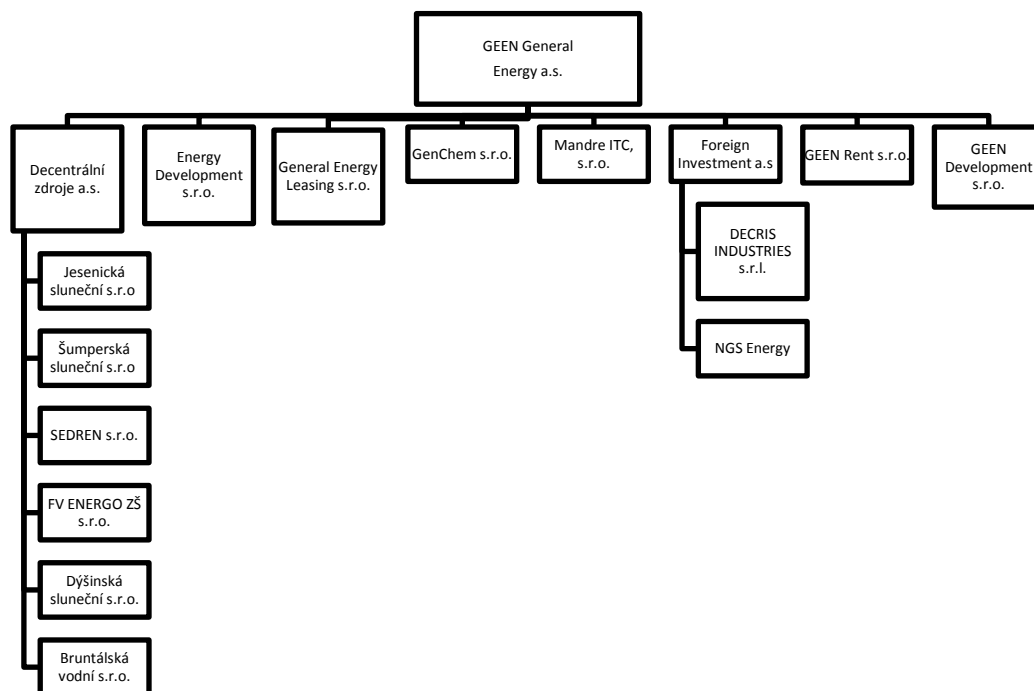 GEEN General
Energy a.s.
Decentrální
zdroje a.s.
Energy
Development
s.r.o.
General Energy
Leasing s.r.o.
GenChem s.r.o.
Mandre ITC,
s.r.o.
Foreign
Investment a.s
GEEN Rent s.r.o.
GEEN
Development
s.r.o.
Jesenická
sluneční s.r.o
Šumperská
sluneční s.r.o
SEDREN s.r.o.
FV ENERGO ZŠ
s.r.o.
Dýšinská
sluneční s.r.o.
Bruntálská
vodní s.r.o.
DECRIS
INDUSTRIES
s.r.l.
NGS Energy